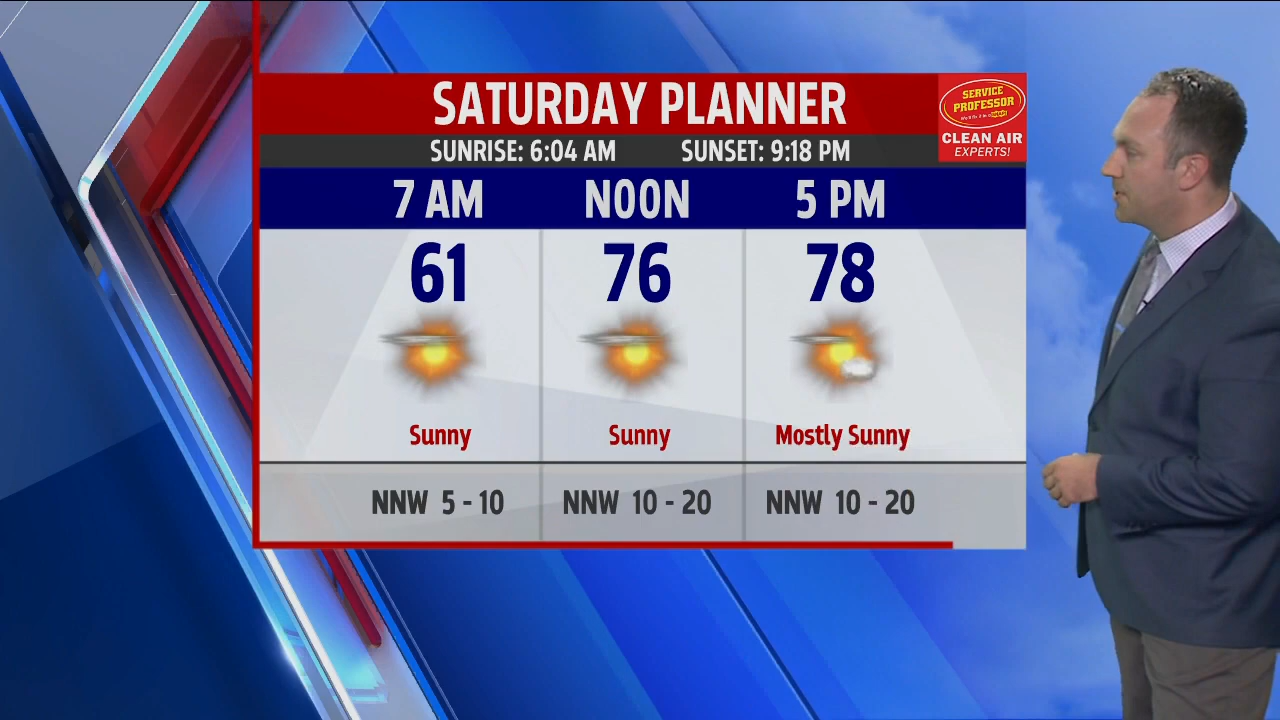 SATURDAY PLANNER
SERVICE
PROFESSOR
CLEAN AIR
EXPERTS!
SUNRISE: 6:04 AM SUNSET: 9:18 PM
7 AM NOON 5 PM
61 76 78
Sunny Sunny Mostly Sunny
NNW 5 - 10 NNW 10 - 20 NNW 10 - 20